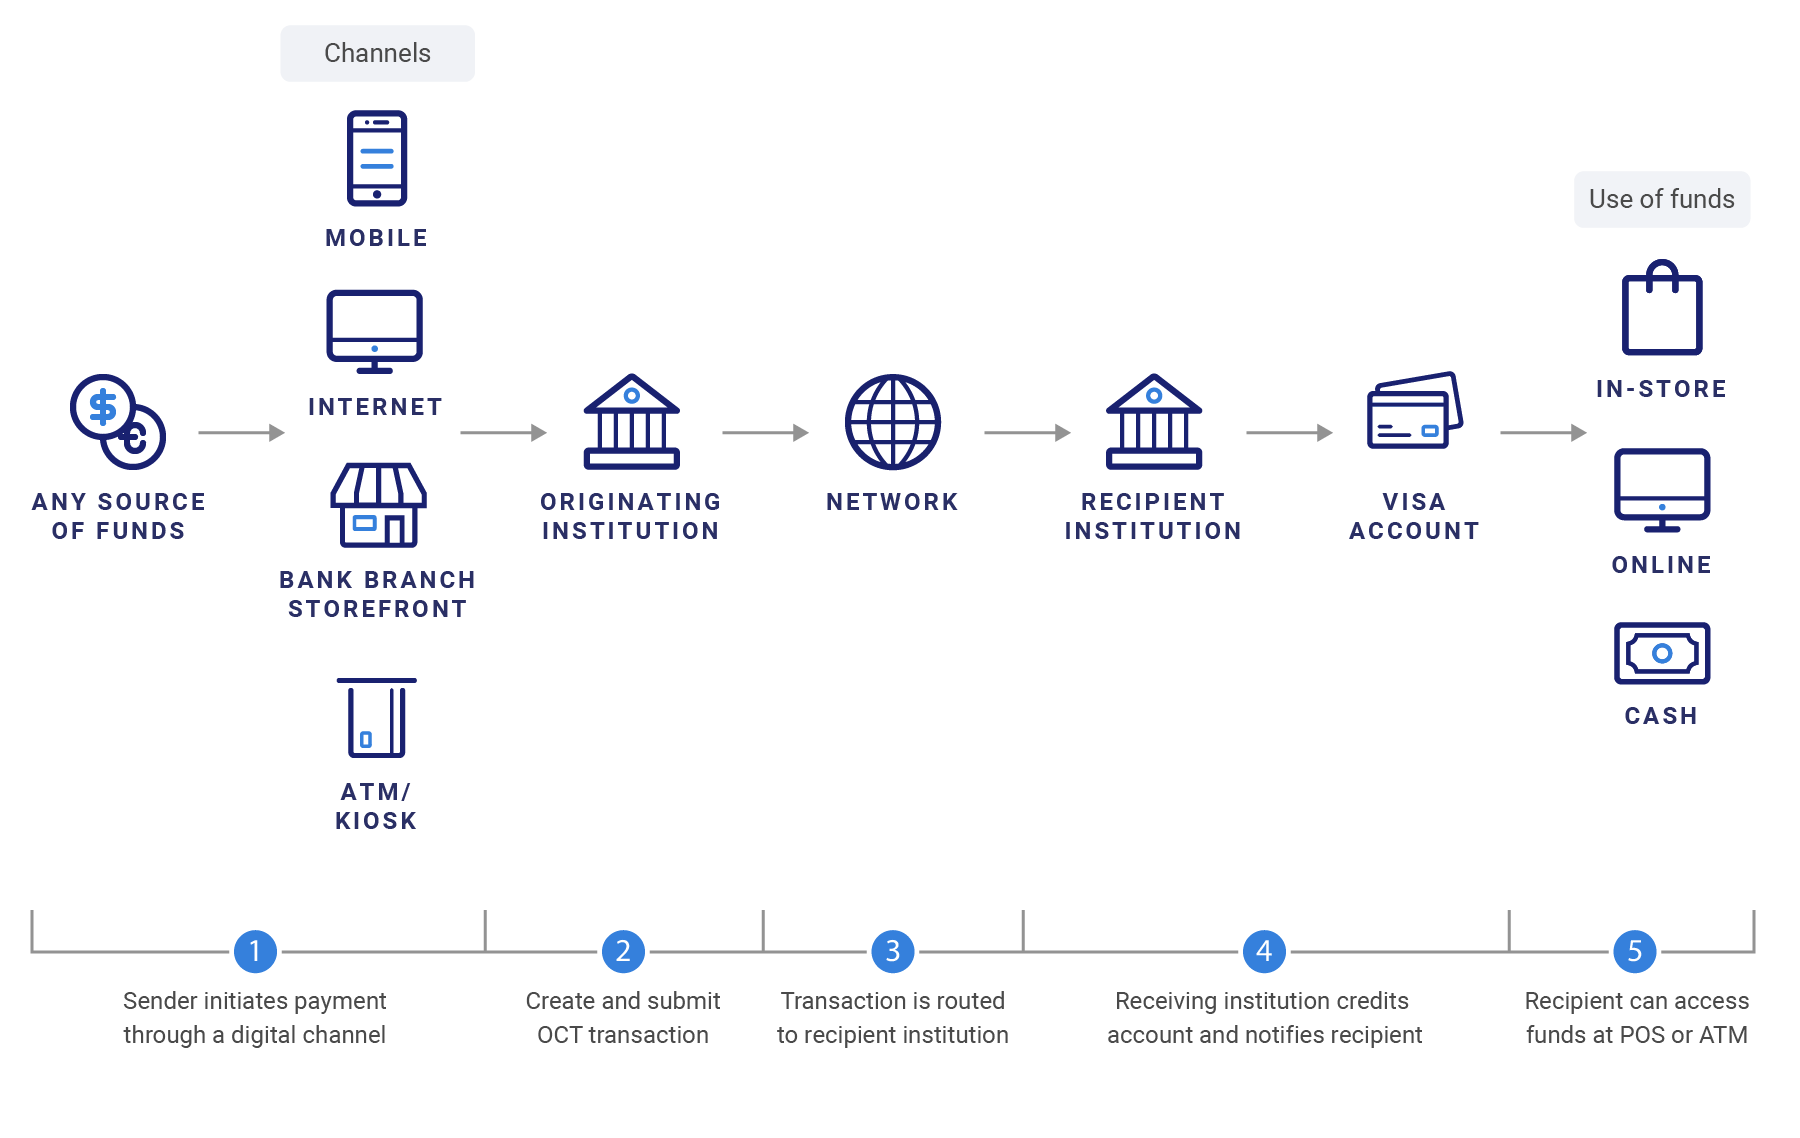 Channels
MOBILE
INTERNET
BANK BRANCH
STOREFRONT
ATM/
KIOSK
ANY SOURCE
OF FUNDS
ORIGINATING
INSTITUTION
NETWORK
RECIPIENT
INSTITUTION
VISA
ACCOUNT
Use of funds
IN-STORE
ONLINE
CASH
1
Sender initiates payment
through a digital channel
2
Create and submit
OCT transaction
3
Transaction is routed
to recipient institution
4
Receiving institution credits
account and notifies recipient
5
Recipient can access
funds at POS or ATM